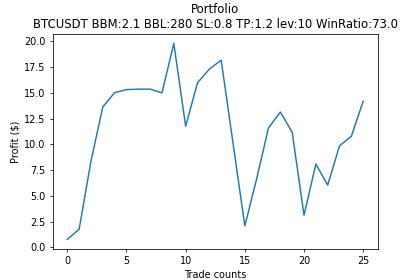 Portfolio
BTCUSDT BBM:2.1 BBL:280 SL:0.8 TP:1.2 lev:10 WinRatio:73.0
20.0
17.5
15.0
12.5
10.0
7.5
5.0
2.5
0.0
Profit ($)
0 5 10 15 20 25
Trade counts